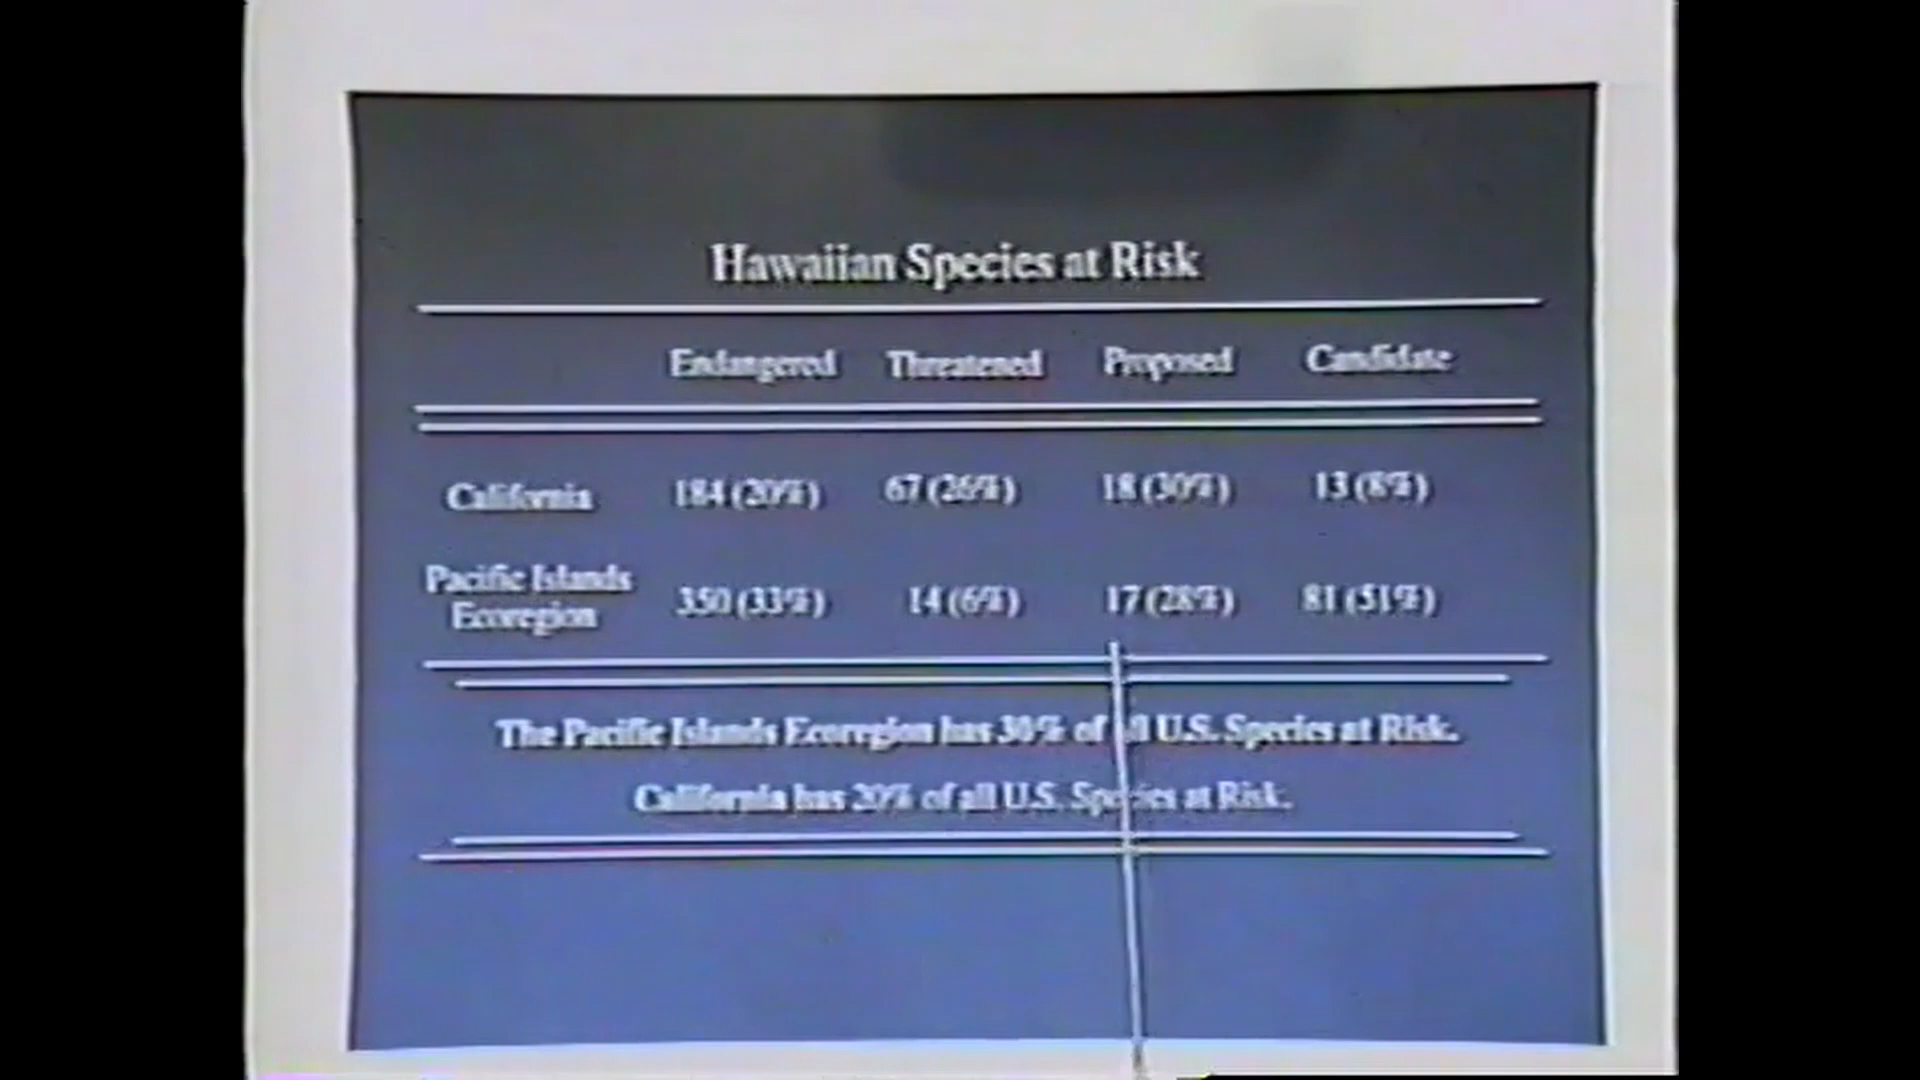 Hawaiian Species at Risk
Endangered Threatened Proposed Candidate
California 184 (20%) 67 (26%) 18 (30%) 13 (8%)
Pacific Islands
Ecoregion 350 (33%) 14 (6%) 17 (28%) 81 (51%)
The Pacific Islands Ecoregion has 30% of all U.S. Species at Risk.
California has 20% of all U.S. Species at Risk.